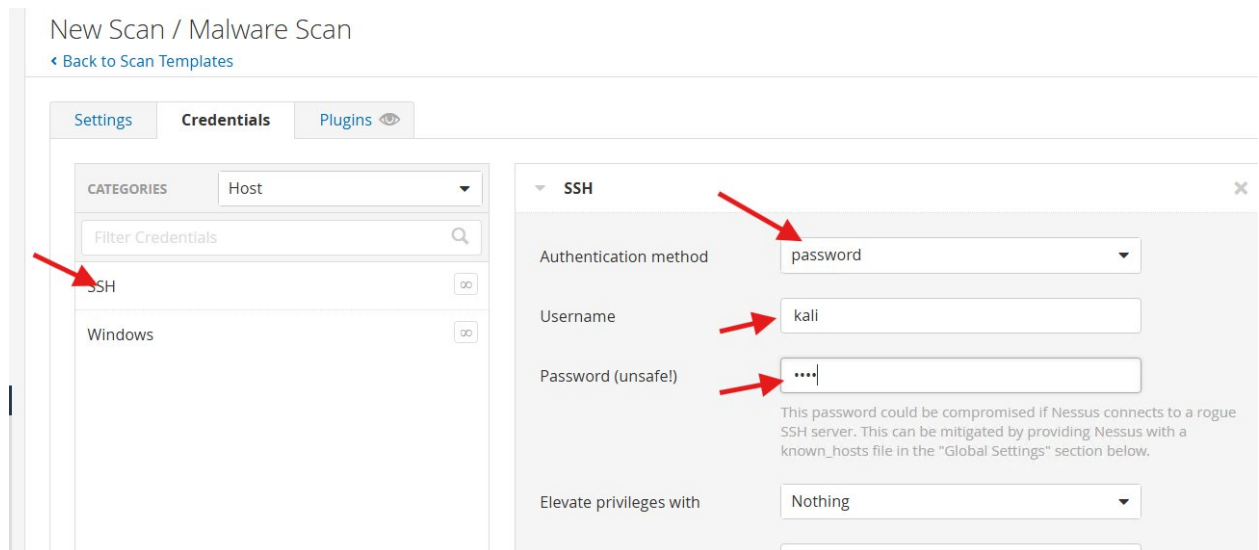 New Scan / Malware Scan
Back to Scan Templates
Settings
Credentials
Plugins
CATEGORIES
Host
Filter Credentials
SSH
∞
Windows
∞
SSH
Authentication method
password
Username
kali
Password (unsafe!)
••••
This password could be compromised if Nessus connects to a rogue
SSH server. This can be mitigated by providing Nessus with a
known_hosts file in the "Global Settings" section below.
Elevate privileges with
Nothing